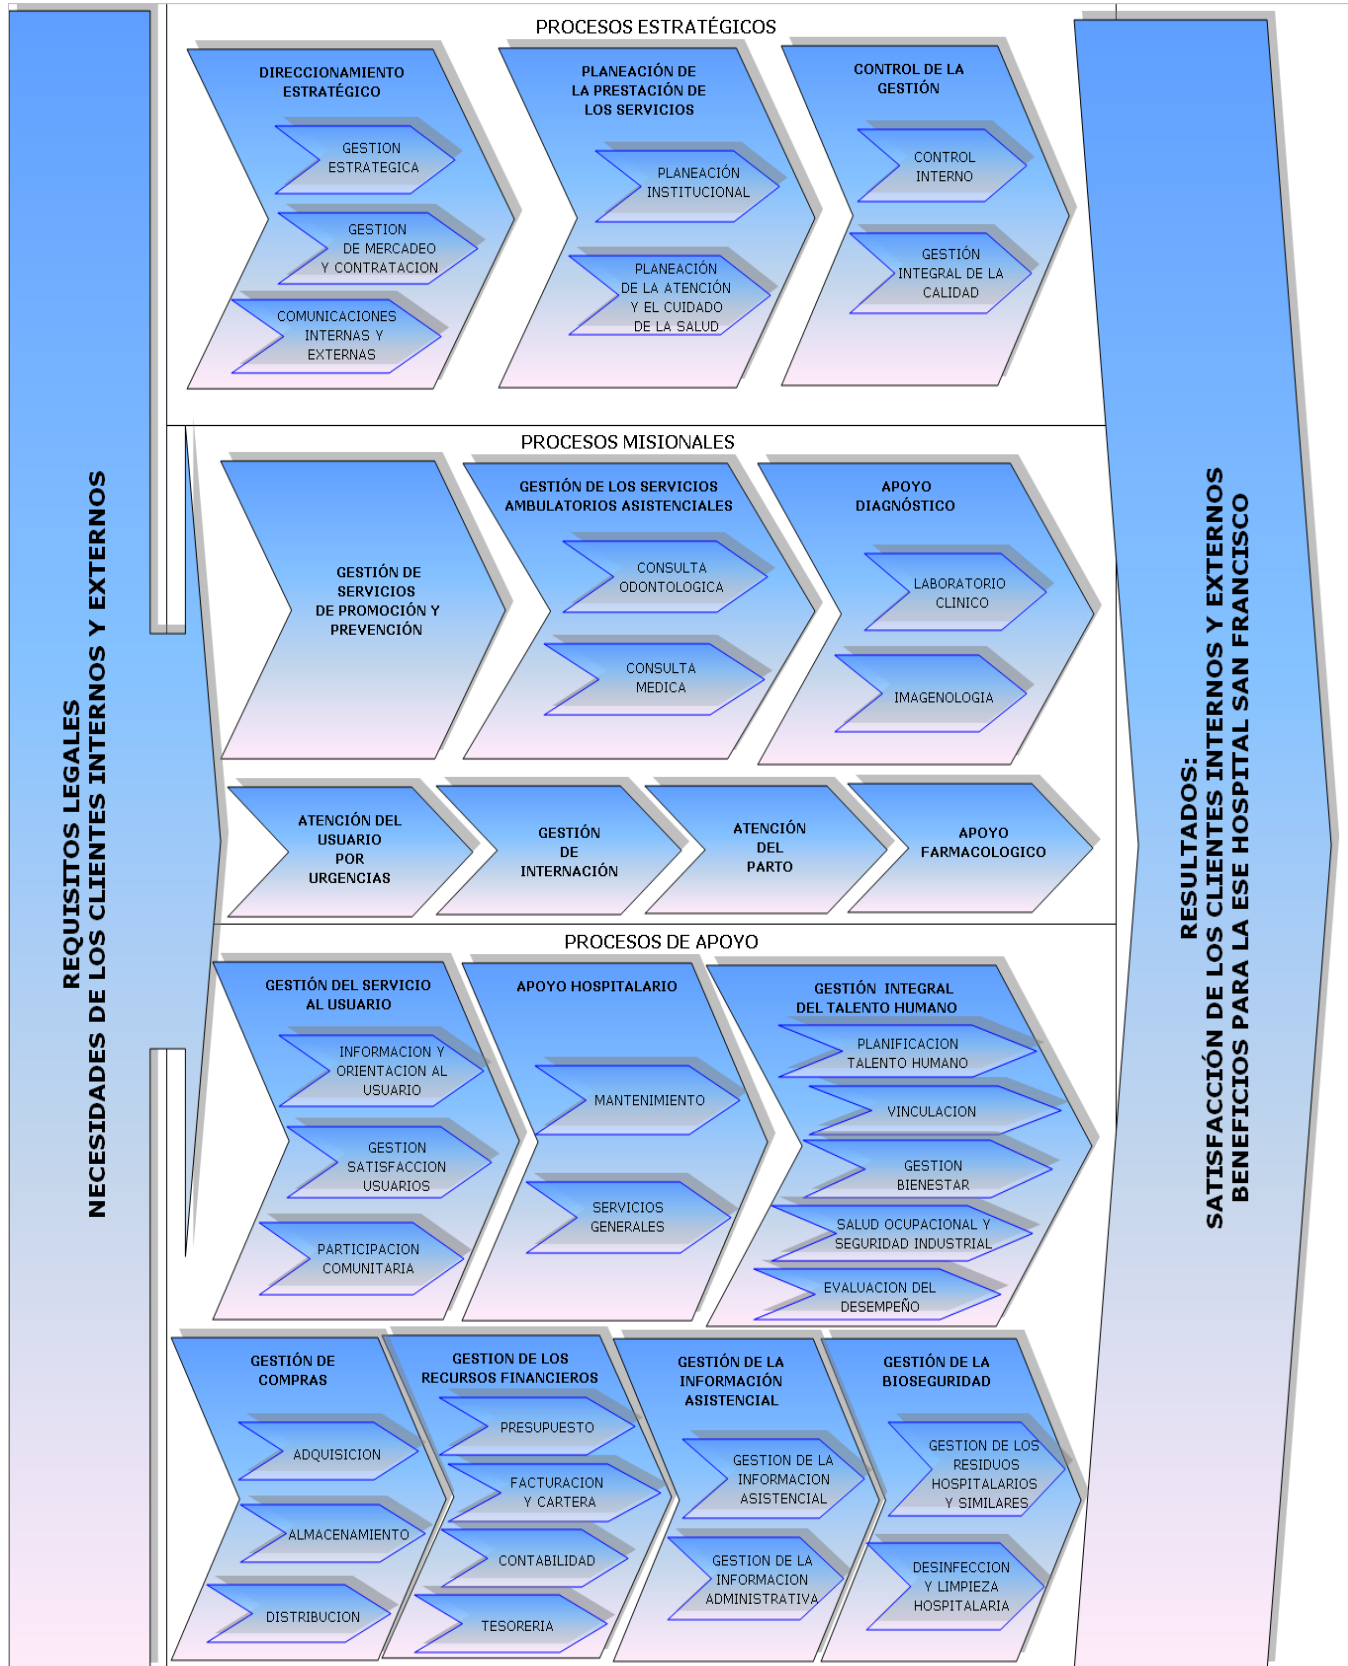 REQUISITOS LEGALES
NECESIDADES DE LOS CLIENTES INTERNOS Y EXTERNOS
PROCESOS ESTRATÉGICOS
DIRECCIONAMIENTO
ESTRATÉGICO
GESTION
ESTRATEGICA
GESTION
DE MERCADEO
Y CONTRATACION
COMUNICACIONES
INTERNAS Y
EXTERNAS
PLANEACIÓN DE
LA PRESTACIÓN DE
LOS SERVICIOS
PLANEACIÓN
INSTITUCIONAL
PLANEACIÓN
DE LA ATENCIÓN
Y EL CUIDADO
DE LA SALUD
CONTROL DE LA
GESTIÓN
CONTROL
INTERNO
GESTIÓN
INTEGRAL DE LA
CALIDAD
PROCESOS MISIONALES
GESTIÓN DE
SERVICIOS
DE PROMOCIÓN Y
PREVENCIÓN
GESTIÓN DE LOS SERVICIOS
AMBULATORIOS ASISTENCIALES
CONSULTA
ODONTOLOGICA
CONSULTA
MEDICA
APOYO
DIAGNÓSTICO
LABORATORIO
CLINICO
IMAGENOLOGIA
ATENCIÓN DEL
USUARIO
POR
URGENCIAS
GESTIÓN
DE
INTERNACIÓN
ATENCIÓN
DEL
PARTO
APOYO
FARMACOLOGICO
PROCESOS DE APOYO
GESTIÓN DEL SERVICIO
AL USUARIO
INFORMACION Y
ORIENTACION AL
USUARIO
GESTION
SATISFACCION
USUARIOS
PARTICIPACION
COMUNITARIA
APOYO HOSPITALARIO
MANTENIMIENTO
SERVICIOS
GENERALES
GESTIÓN INTEGRAL
DEL TALENTO HUMANO
PLANIFICACION
TALENTO HUMANO
VINCULACION
GESTION
BIENESTAR
SALUD OCUPACIONAL Y
SEGURIDAD INDUSTRIAL
EVALUACION DEL
DESEMPEÑO
GESTIÓN DE
COMPRAS
ADQUISICION
ALMACENAMIENTO
DISTRIBUCION
GESTION DE LOS
RECURSOS FINANCIEROS
PRESUPUESTO
FACTURACION
Y CARTERA
CONTABILIDAD
TESORERIA
GESTIÓN DE LA
INFORMACIÓN
ASISTENCIAL
GESTION DE LA
INFORMACION
ASISTENCIAL
GESTION DE LA
INFORMACION
ADMINISTRATIVA
GESTIÓN DE LA
BIOSEGURIDAD
GESTION DE LOS
RESIDUOS
HOSPITALARIOS
Y SIMILARES
DESINFECCION
Y LIMPIEZA
HOSPITALARIA
RESULTADOS:
SATISFACCIÓN DE LOS CLIENTES INTERNOS Y EXTERNOS
BENEFICIOS PARA LA ESE HOSPITAL SAN FRANCISCO